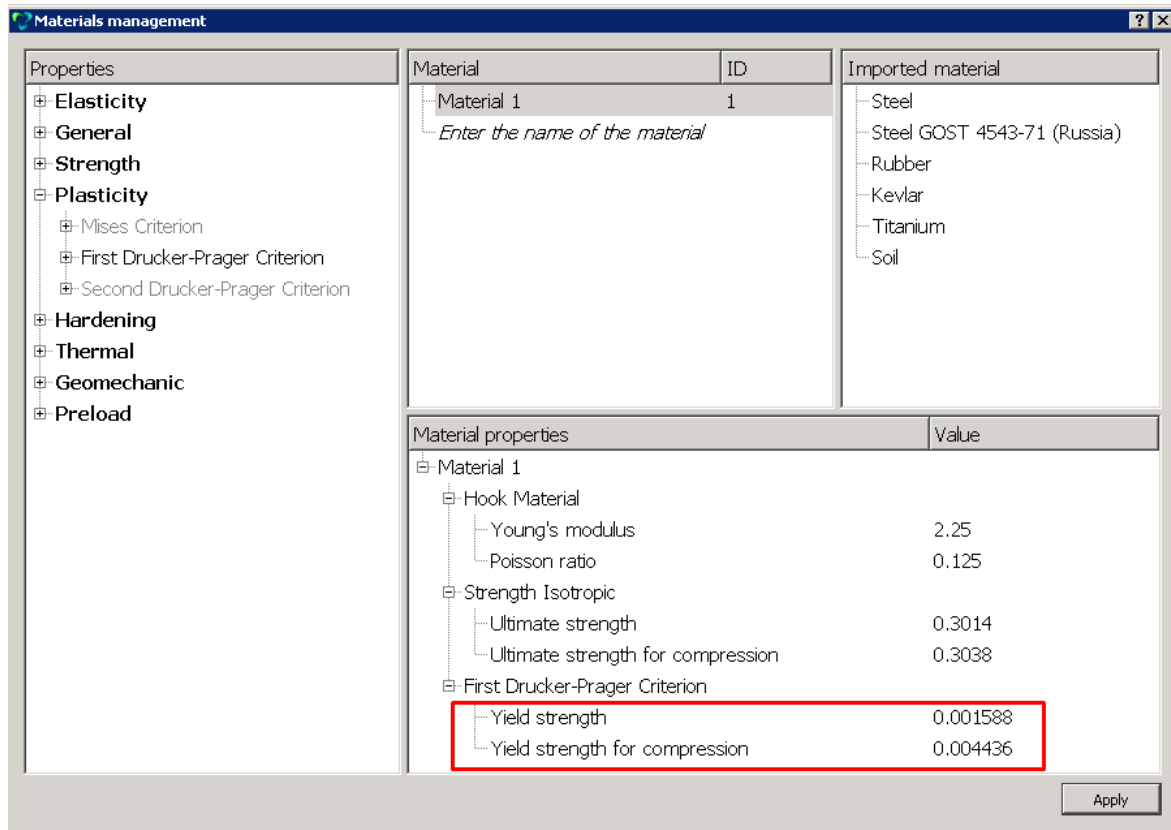 Materials management
Properties
Elasticity
General
Strength
Plasticity
Mises Criterion
First Drucker-Prager Criterion
Second Drucker-Prager Criterion
Hardening
Thermal
Geomechanic
Preload
Material ID
Material 1 1
Enter the name of the material
Imported material
Steel
Steel GOST 4543-71 (Russia)
Rubber
Kevlar
Titanium
Soil
Material properties Value
Material 1
Hook Material
Young's modulus 2.25
Poisson ratio 0.125
Strength Isotropic
Ultimate strength 0.3014
Ultimate strength for compression 0.3038
First Drucker-Prager Criterion
Yield strength 0.001588
Yield strength for compression 0.004436
Apply